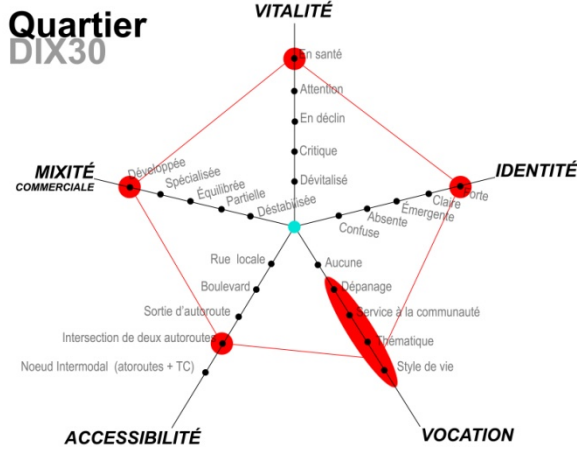 Quartier
DIX30
VITALITÉ
En santé
Attention
En déclin
Critique
Dévitalisé
MIXITÉ
COMMERCIALE
Développée
Spécialisée
Équilibrée
Partielle
Déstabilisée
IDENTITÉ
Forte
Claire
Émergente
Absente
Confuse
Rue locale
Boulevard
Sortie d'autoroute
Intersection de deux autoroutes
Noeud Intermodal (atoroutes + TC)
ACCESSIBILITÉ
Aucune
Dépanage
Service à la communauté
Thématique
Style de vie
VOCATION